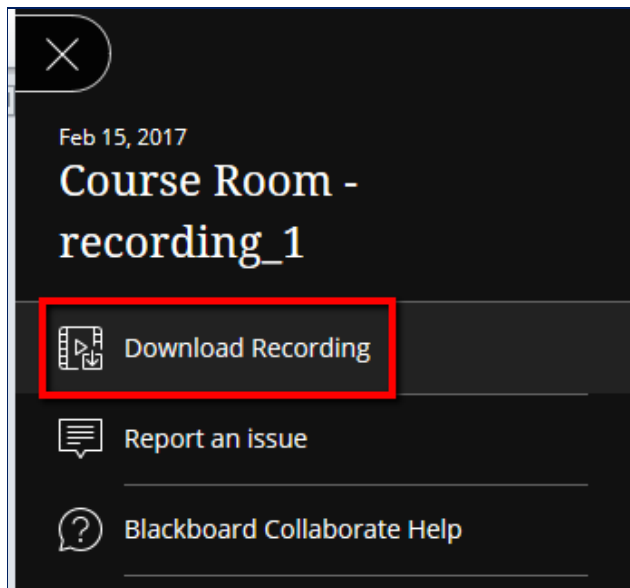 Feb 15, 2017
Course Room -
recording_1
Download Recording
Report an issue
Blackboard Collaborate Help